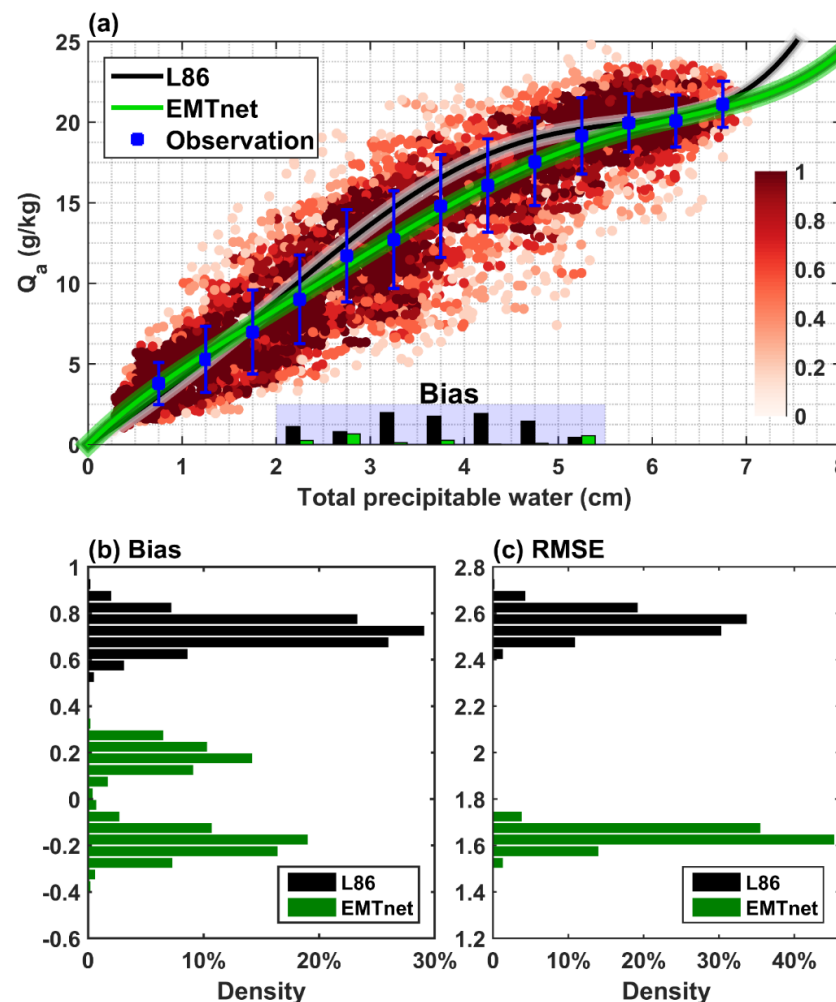 (a)
25
20
15
10
5
0
Q_a (g/kg)
L86
EMTnet
Observation
1
0.8
0.6
0.4
0.2
0
Bias
0 1 2 3 4 5 6 7 8
Total precipitable water (cm)
(b) Bias
1
0.8
0.6
0.4
0.2
0
-0.2
-0.4
-0.6
L86
EMTnet
0 10% 20% 30%
Density
(c) RMSE
2.8
2.6
2.4
2.2
2
1.8
1.6
1.4
1.2
L86
EMTnet
0 10% 20% 30% 40%
Density